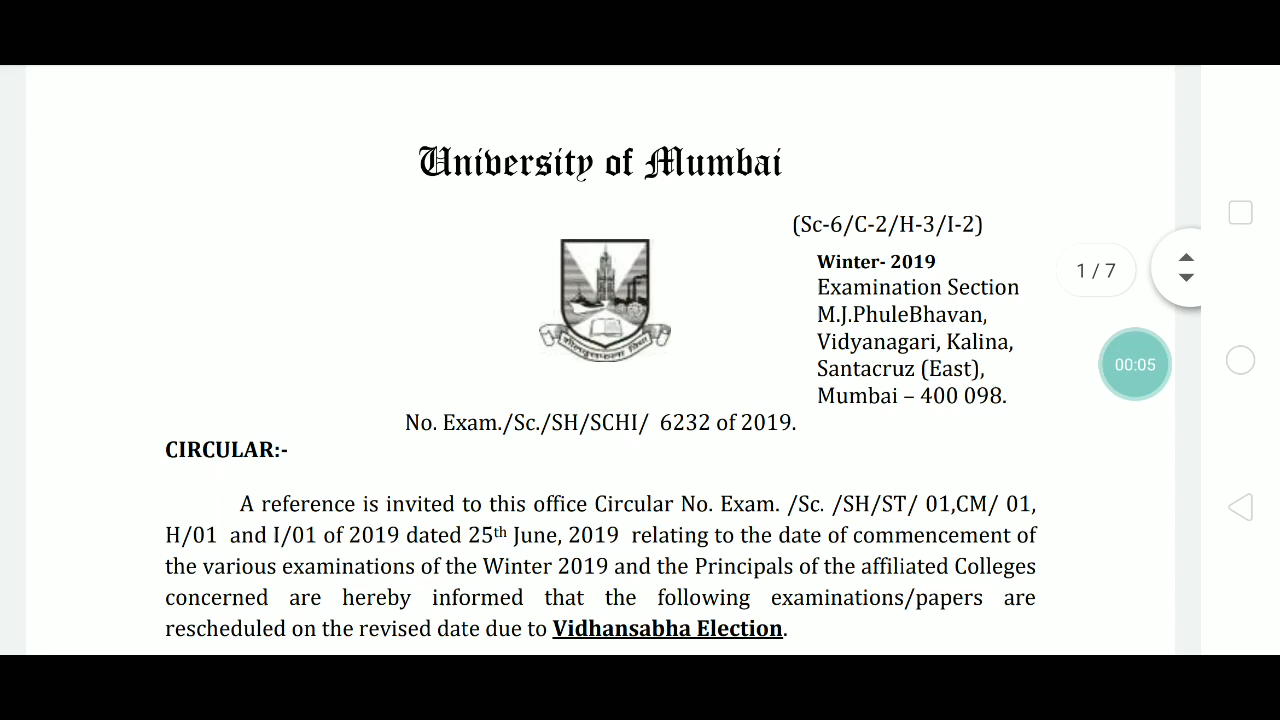 University of Mumbai
(Sc-6/C-2/H-3/I-2)
Winter- 2019
Examination Section
M.J.PhuleBhavan,
Vidyanagari, Kalina,
Santacruz (East),
Mumbai – 400 098.
1 / 7
00:05
No. Exam./Sc./SH/SCHI/ 6232 of 2019.
CIRCULAR:-
A reference is invited to this office Circular No. Exam. /Sc. /SH/ST/ 01,CM/ 01,
H/01 and I/01 of 2019 dated 25th June, 2019 relating to the date of commencement of
the various examinations of the Winter 2019 and the Principals of the affiliated Colleges
concerned are hereby informed that the following examinations/papers are
rescheduled on the revised date due to Vidhansabha Election.